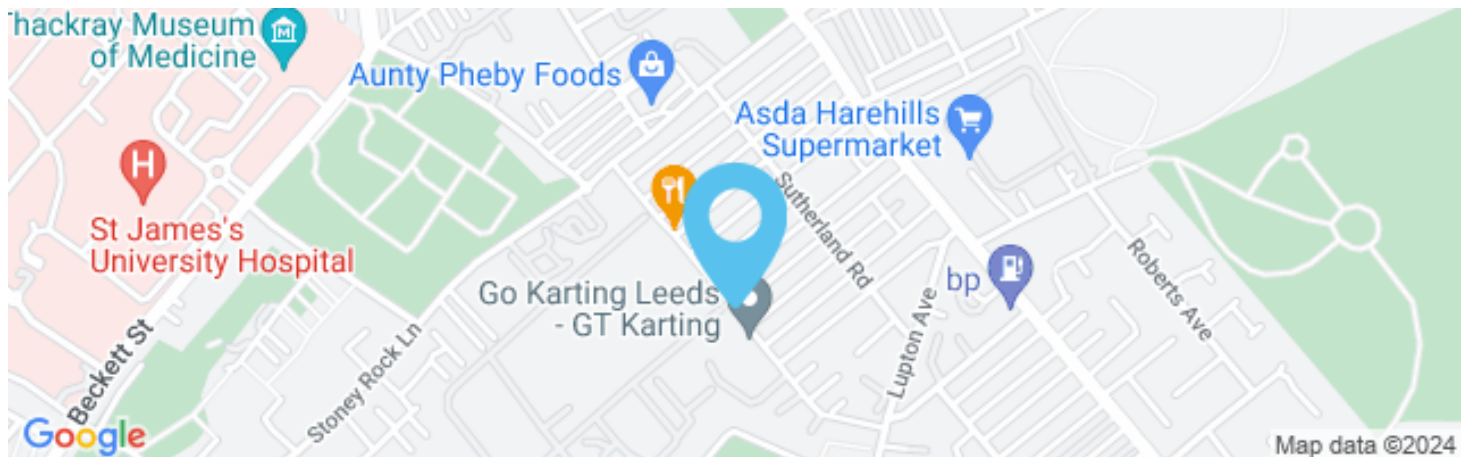 hackray Museum
of Medicine
Aunty Pheby Foods
Asda Harehills
Supermarket
H
St James's
University Hospital
Sutherland Rd
Go Karting Leeds
- GT Karting
bp
Roberts Ave
Lupton Ave
Beckett St
Stoney Rock Ln
Google
Map data ©2024